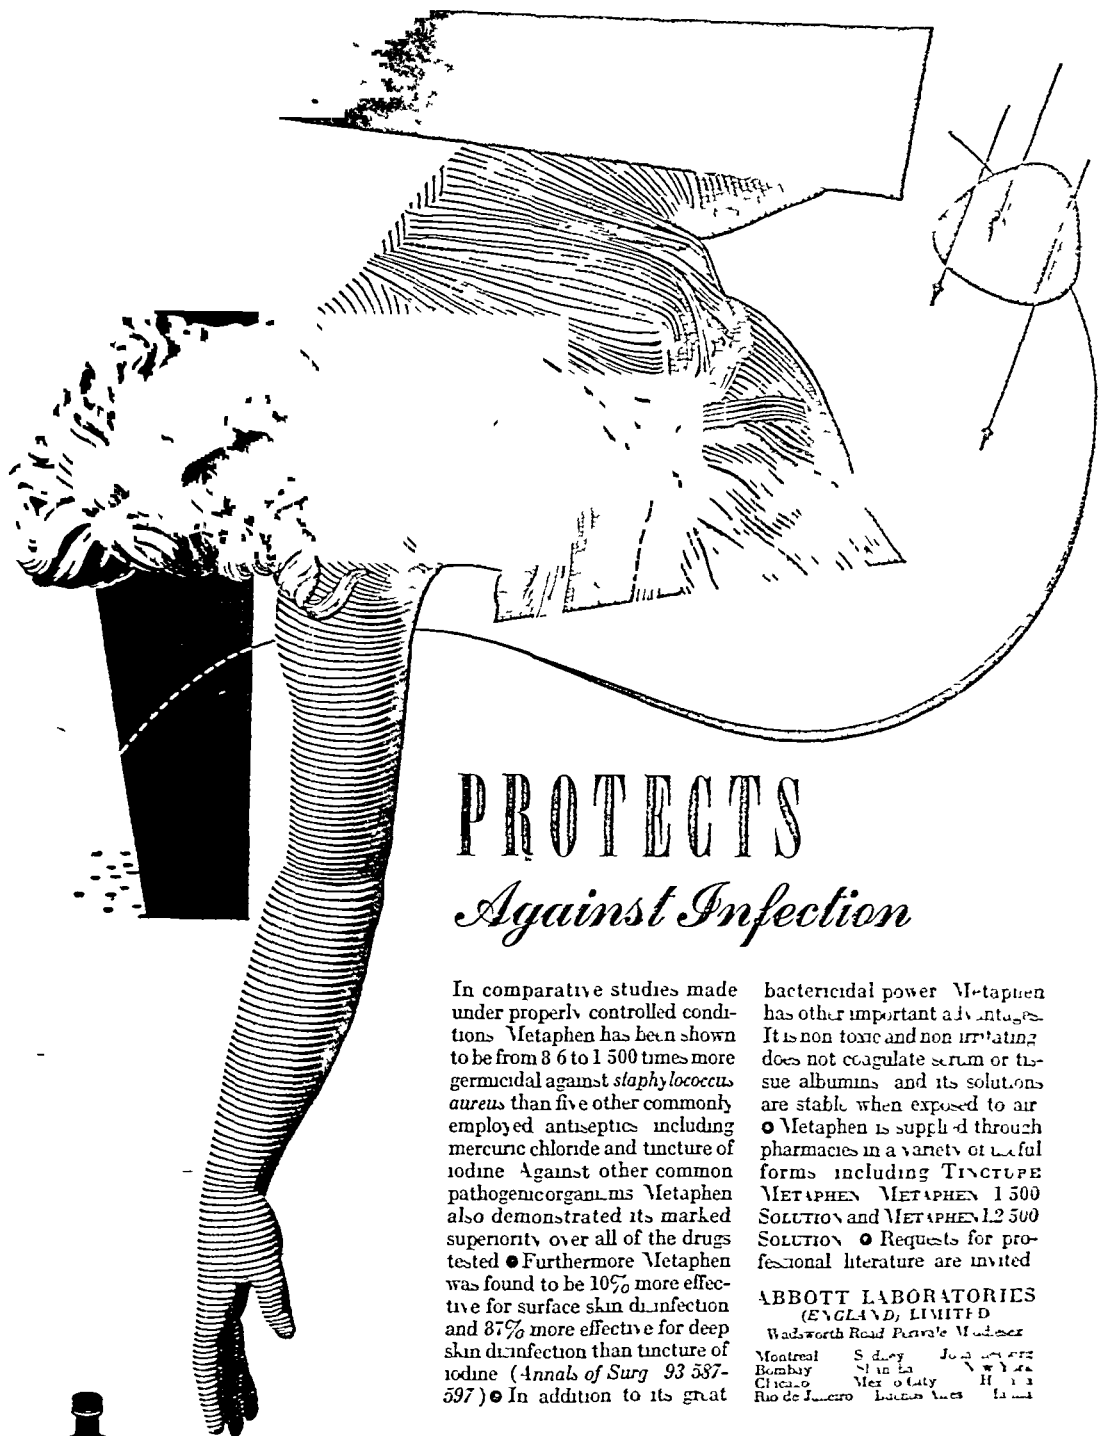 PROTECTS
Against Infection
In comparative studies made
under properly controlled condi-
tions Metaphen has been shown
to be from 8 6 to 1 500 times more
germicidal against staphylococcus
aureus than five other commonly
employed antiseptics including
mercuric chloride and tincture of
iodine Against other common
pathogenic organisms Metaphen
also demonstrated its marked
superiority over all of the drugs
tested ● Furthermore Metaphen
was found to be 10% more effec-
tive for surface skin disinfection
and 87% more effective for deep
skin disinfection than tincture of
iodine (Annals of Surg 93 587-
597) ● In addition to its great
bactericidal power Metaphen
has other important advantages
It is non toxic and non irritating
does not coagulate serum or tis-
sue albumins and its solutions
are stable when exposed to air
● Metaphen is supplied through
pharmacies in a variety of useful
forms including TINCTURE
METAPHEN METAPHEN 1 500
SOLUTION and METAPHEN 1.2 500
SOLUTION ● Requests for pro-
fessional literature are invited
ABBOTT LABORATORIES
(ENGLAND) LIMITED
Wadsworth Road Perivale Middlesex
Montreal Sydney
Bombay
Chicago Mexico City
Rio de Janeiro Buenos Aires